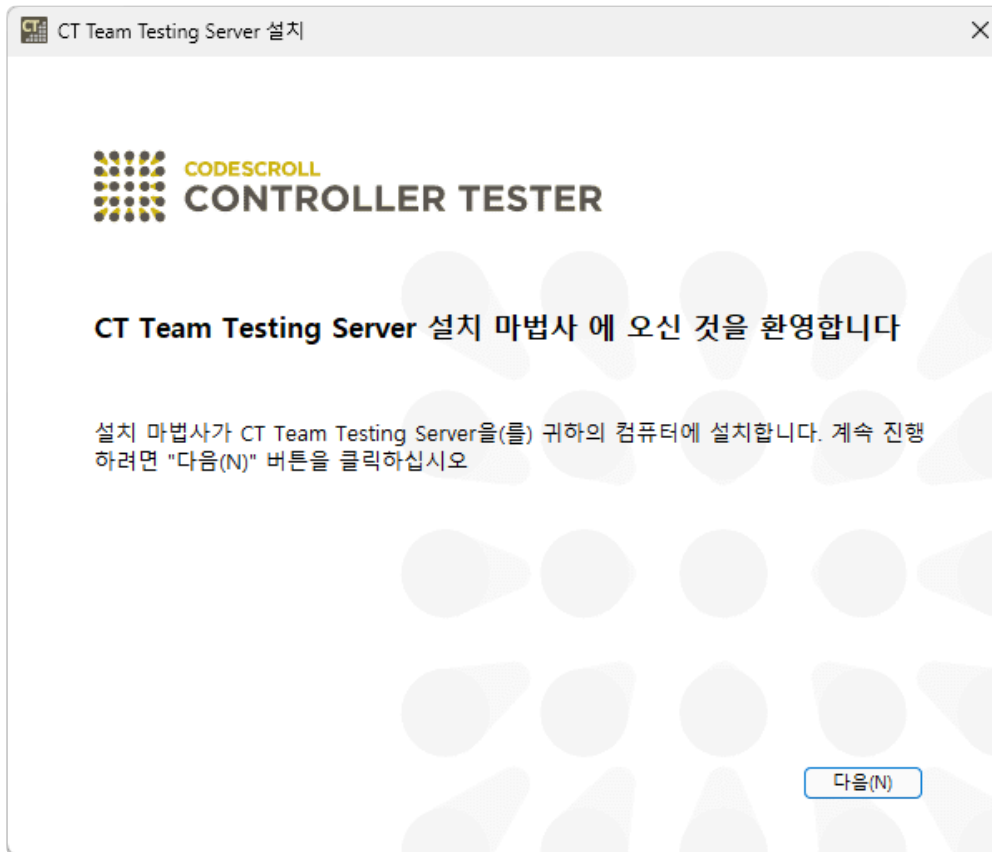 CT Team Testing Server 설치
CODESCROLL
CONTROLLER TESTER
CT Team Testing Server 설치 마법사 에 오신 것을 환영합니다
설치 마법사가 CT Team Testing Server을(를) 귀하의 컴퓨터에 설치합니다. 계속 진행
하려면 "다음(N)" 버튼을 클릭하십시오
다음(N)